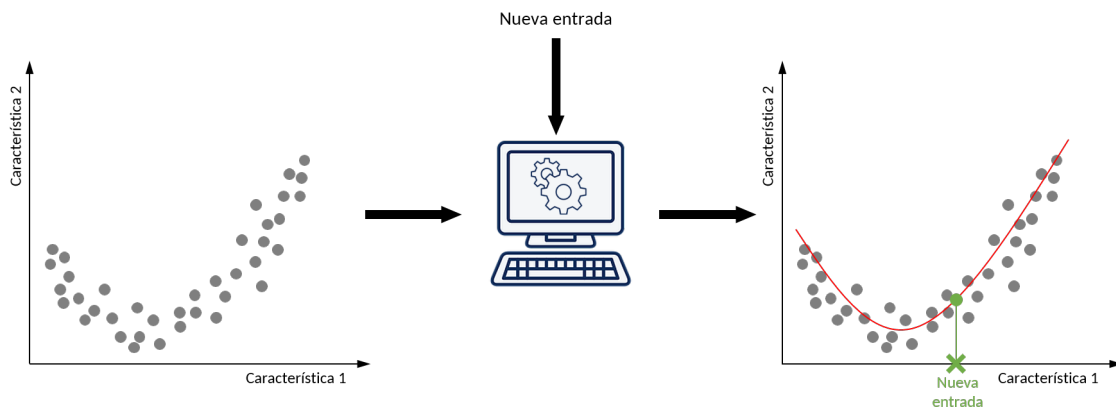 Nueva entrada
Característica 2
Característica 1
Característica 2
Característica 1
Nueva
entrada